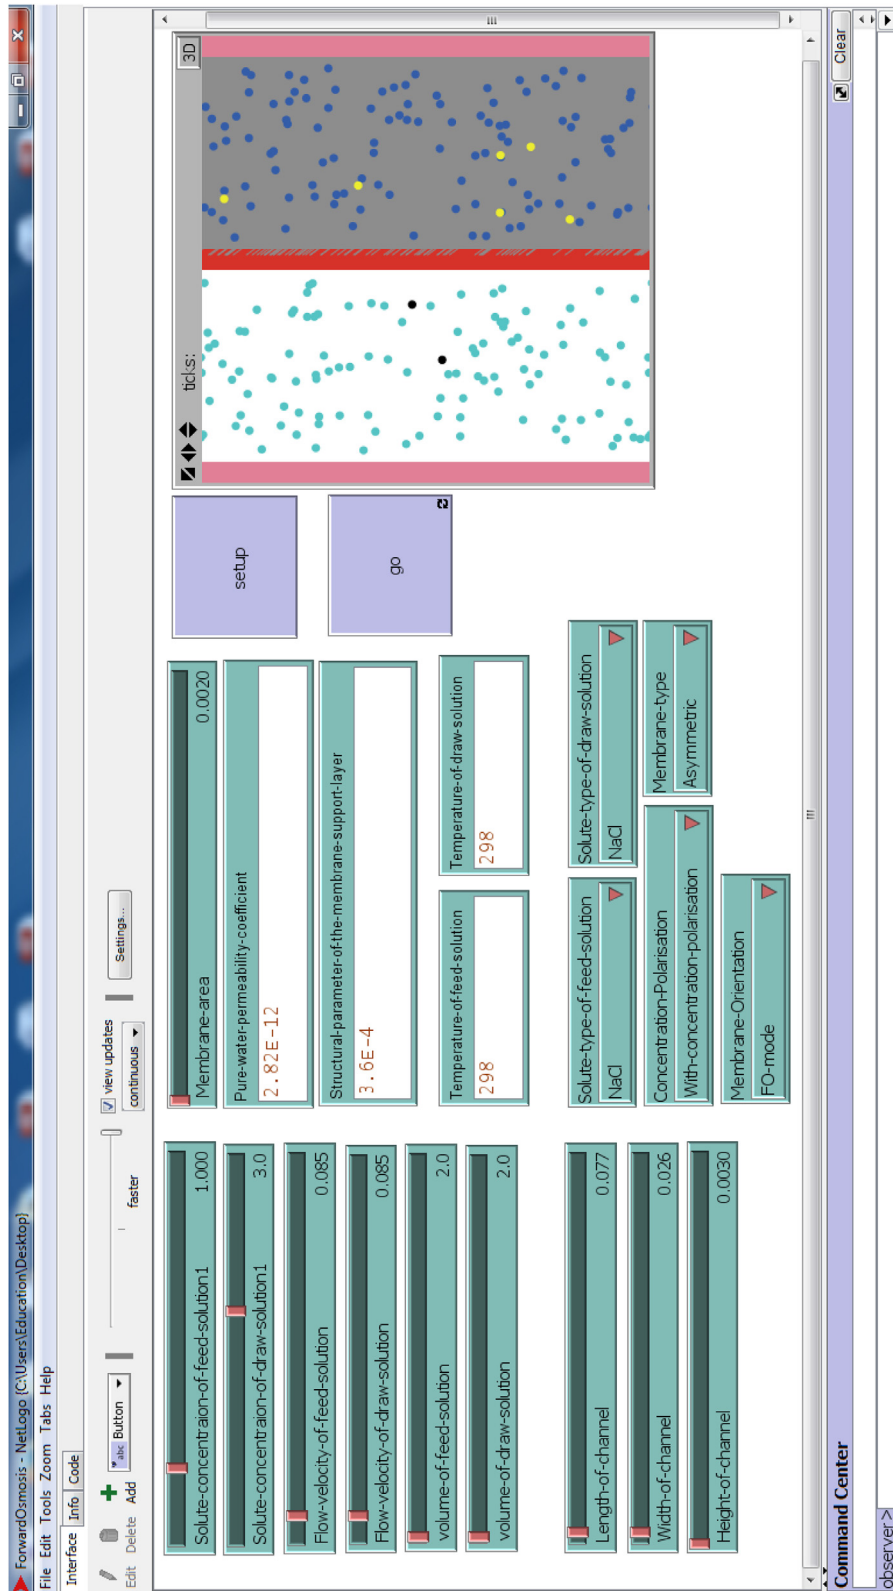 ForwardOsmosis - NetLogo {C:\Users\Education\Desktop}
File Edit Tools Zoom Tabs Help
Interface Info Code
Edit Delete Add
abc Button
faster
view updates
continuous
Settings...
Solute-concentraion-of-feed-solution1 1.000
Solute-concentraion-of-draw-solution1 3.0
Flow-velocity-of-feed-solution 0.085
Flow-velocity-of-draw-solution 0.085
volume-of-feed-solution 2.0
volume-of-draw-solution 2.0
Length-of-channel 0.077
Width-of-channel 0.026
Height-of-channel 0.0030
Membrane-area 0.0020
Pure-water-permeability-coefficient
2.82E-12
Structural-parameter-of-the-membrane-support-layer
3.6E-4
Temperature-of-feed-solution
298
Temperature-of-draw-solution
298
Solute-type-of-feed-solution
NaCl
Solute-type-of-draw-solution
NaCl
Concentration-Polarisation
With-concentration-polarisation
Membrane-type
Asymmetric
Membrane-Orientation
FO-mode
setup
go
ticks:
3D
Command Center
Clear
observer>